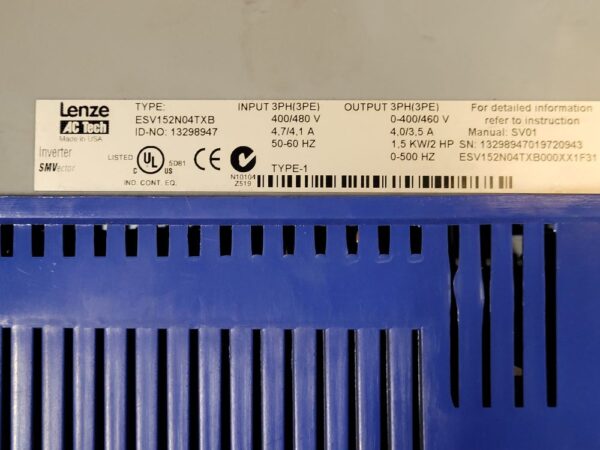 Lenze
AC Tech
Made in USA
Inverter
SMVector
TYPE:
ESV152N04TXB
ID-NO: 13298947
LISTED
C UL US
5D81
IND. CONT. EQ.
CE
N10104
Z519
INPUT 3PH(3PE)
400/480 V
4,7/4,1 A
50-60 HZ
TYPE-1
OUTPUT 3PH(3PE)
0-400/460 V
4,0/3,5 A
1,5 KW/2 HP
0-500 HZ
For detailed information
refer to instruction
Manual: SV01
SN: 13298947019720943
ESV152N04TXB000XX1F31